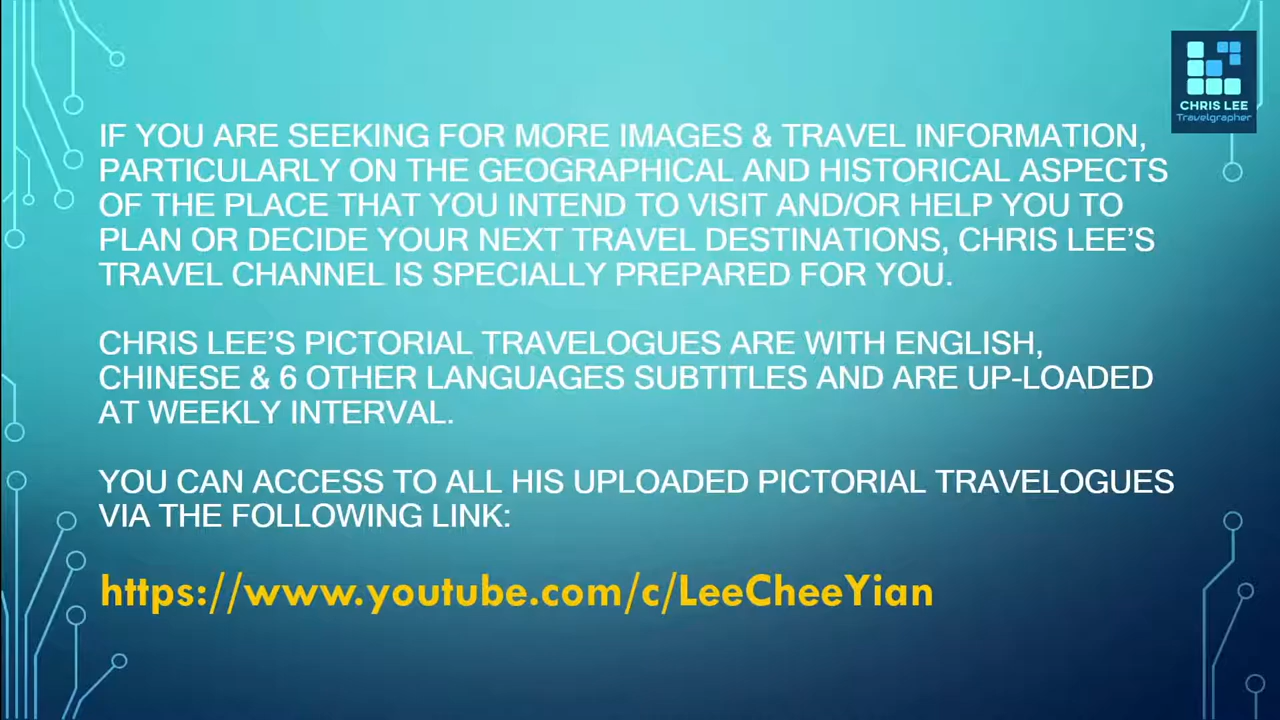 CHRIS LEE
Travelgrapher
IF YOU ARE SEEKING FOR MORE IMAGES & TRAVEL INFORMATION,
PARTICULARLY ON THE GEOGRAPHICAL AND HISTORICAL ASPECTS
OF THE PLACE THAT YOU INTEND TO VISIT AND/OR HELP YOU TO
PLAN OR DECIDE YOUR NEXT TRAVEL DESTINATIONS, CHRIS LEE’S
TRAVEL CHANNEL IS SPECIALLY PREPARED FOR YOU.
CHRIS LEE’S PICTORIAL TRAVELOGUES ARE WITH ENGLISH,
CHINESE & 6 OTHER LANGUAGES SUBTITLES AND ARE UP-LOADED
AT WEEKLY INTERVAL.
YOU CAN ACCESS TO ALL HIS UPLOADED PICTORIAL TRAVELOGUES
VIA THE FOLLOWING LINK:
https://www.youtube.com/c/LeeCheeYian